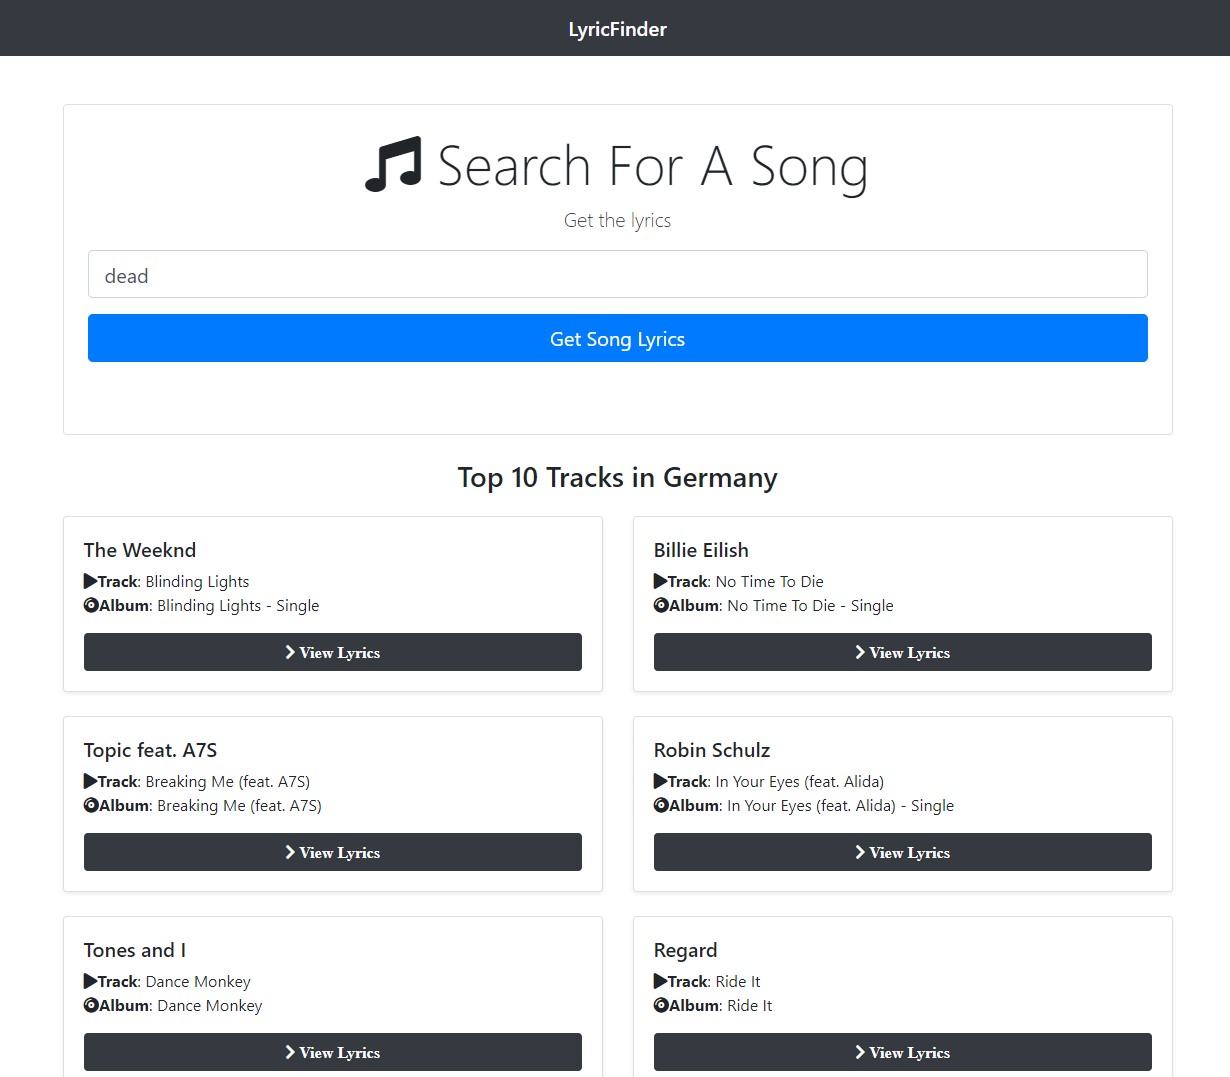 LyricFinder
Search For A Song
Get the lyrics
dead
Get Song Lyrics
Top 10 Tracks in Germany
The Weeknd
Track: Blinding Lights
Album: Blinding Lights - Single
View Lyrics
Billie Eilish
Track: No Time To Die
Album: No Time To Die - Single
View Lyrics
Topic feat. A7S
Track: Breaking Me (feat. A7S)
Album: Breaking Me (feat. A7S)
View Lyrics
Robin Schulz
Track: In Your Eyes (feat. Alida)
Album: In Your Eyes (feat. Alida) - Single
View Lyrics
Tones and I
Track: Dance Monkey
Album: Dance Monkey
View Lyrics
Regard
Track: Ride It
Album: Ride It
View Lyrics